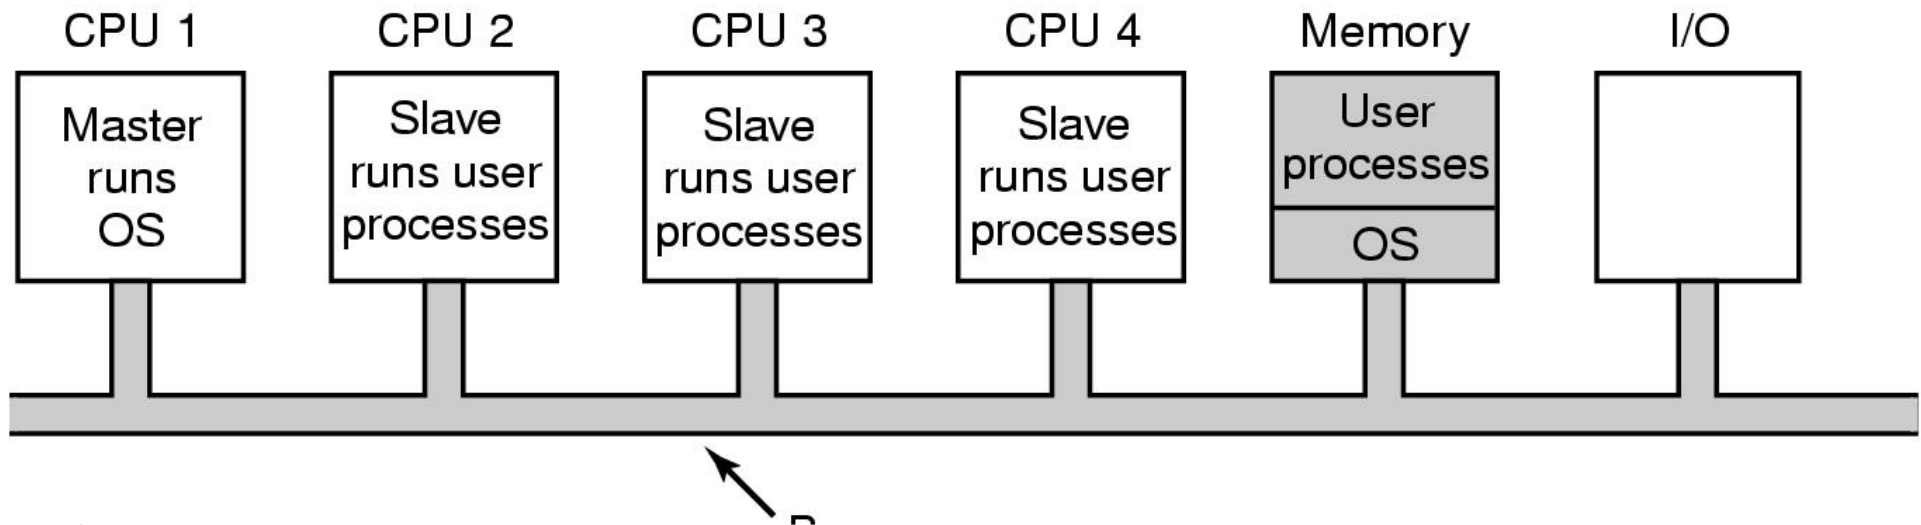 CPU 1
CPU 2
CPU 3
CPU 4
Memory
I/O
Master
runs
OS
Slave
runs user
processes
Slave
runs user
processes
Slave
runs user
processes
User
processes
OS